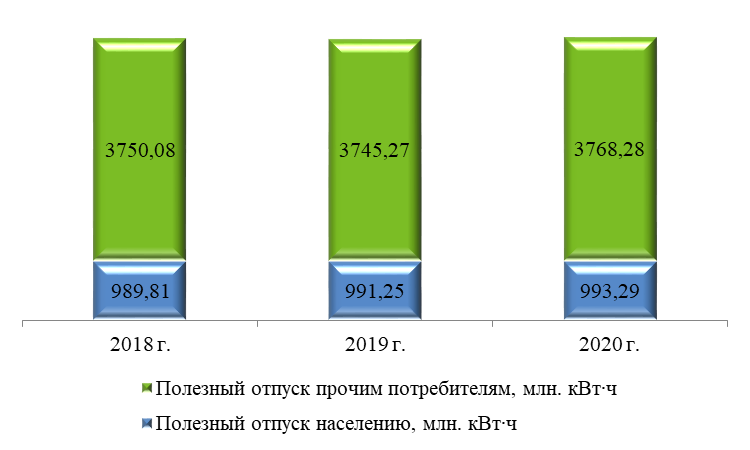 3750,08 3745,27 3768,28
989,81 991,25 993,29
2018 г. 2019 г. 2020 г.
Полезный отпуск прочим потребителям, млн. кВт·ч
Полезный отпуск населению, млн. кВт·ч